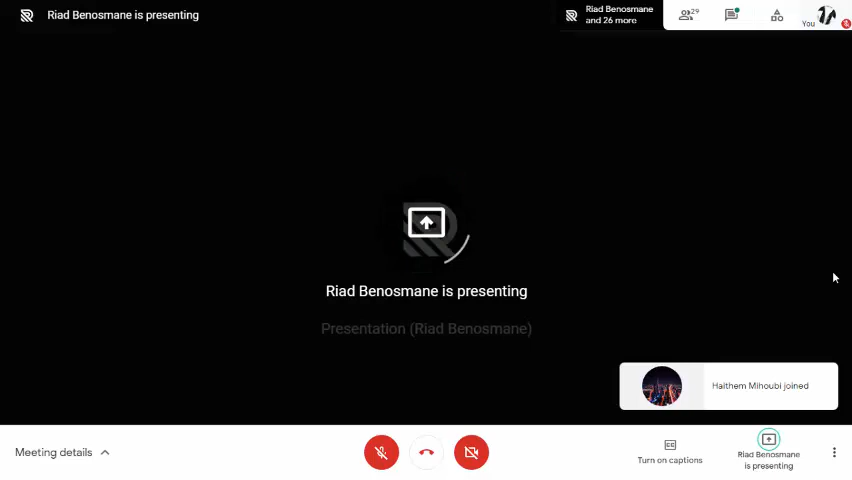 Riad Benosmane is presenting
Riad Benosmane
and 26 more
29
You
Riad Benosmane is presenting
Presentation (Riad Benosmane)
Haithem Mihoubi joined
Meeting details
CC
Turn on captions
Riad Benosmane
is presenting